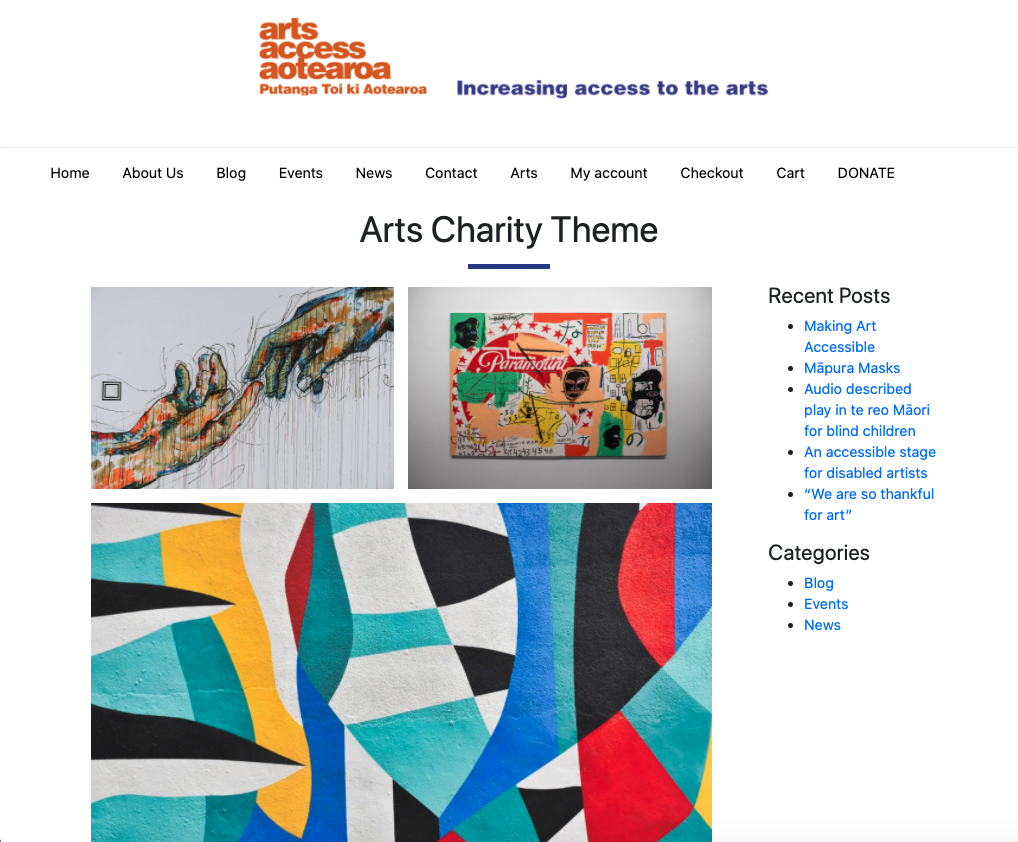 arts
access
aotearoa
Putanga Toi ki Aotearoa
Increasing access to the arts
Home About Us Blog Events News Contact Arts My account Checkout Cart DONATE
Arts Charity Theme
Paramount
Recent Posts
Making Art
Accessible
Māpura Masks
Audio described
play in te reo Māori
for blind children
An accessible stage
for disabled artists
“We are so thankful
for art”
Categories
Blog
Events
News